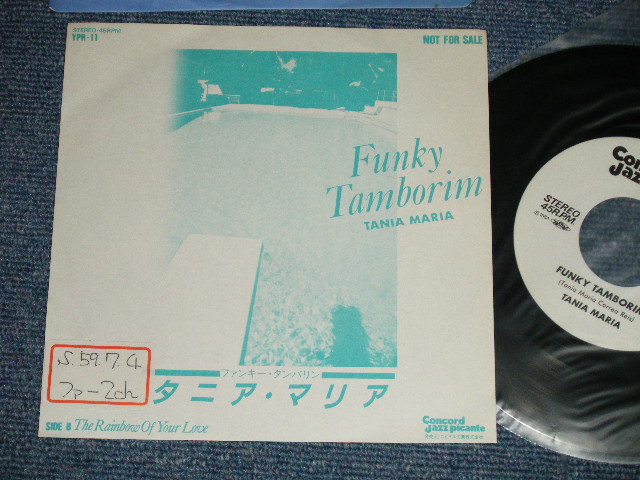 STEREO-45RPM
YPR-11
NOT FOR SALE
Funky
Tamborim
TANIA MARIA
ファンキー・タンバリン
タニア・マリア
S.59.7.4
ファー2ch
SIDE B The Rainbow Of Your Love
Concord
Jazz picante
Concord
Jazz
STEREO
45R.P.M.
FUNKY TAMBORIM
(Tania Maria Correa Reis)
TANIA MARIA